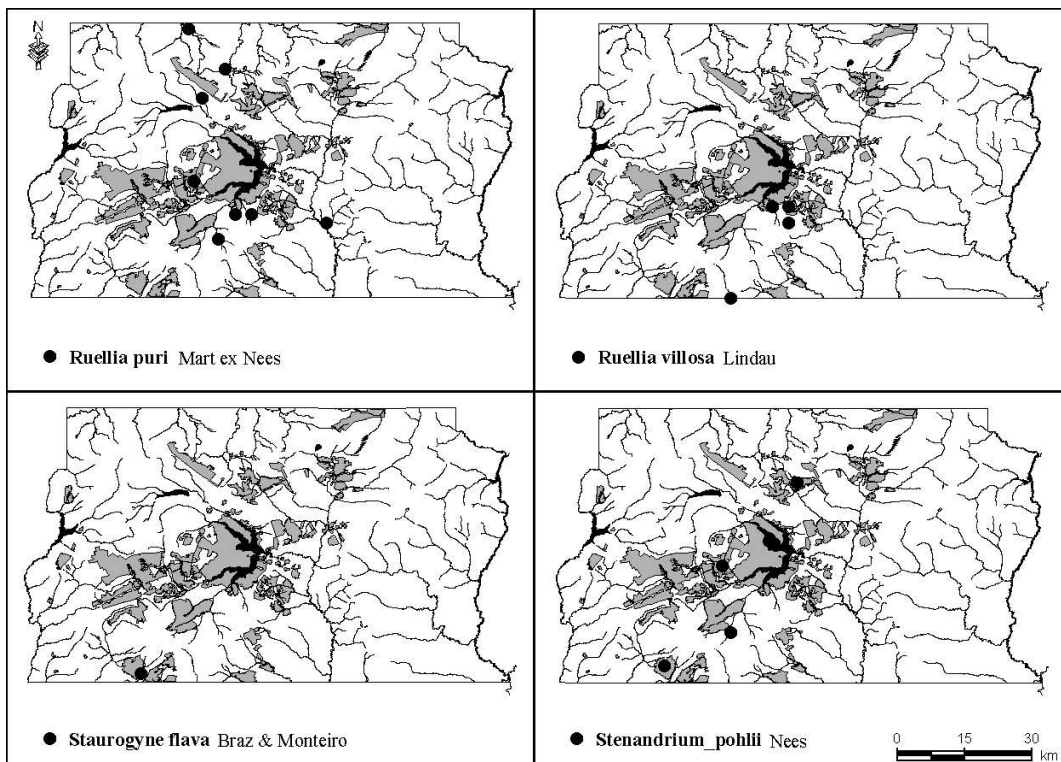 N
Ruellia puri Mart ex Nees
Ruellia villosa Lindau
Staurogyne flava Braz & Monteiro
Stenandrium_pohlii Nees
0 15 30
km